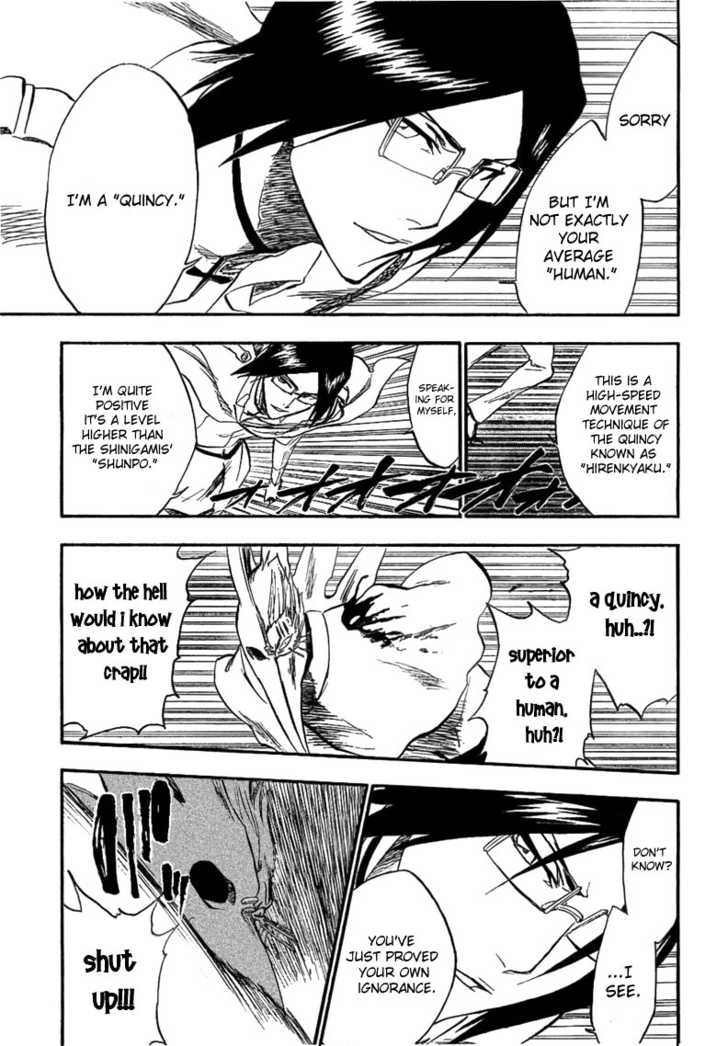 SORRY
BUT I'M
NOT EXACTLY
YOUR
AVERAGE
"HUMAN."
I'M A "QUINCY."
THIS IS A
HIGH-SPEED
MOVEMENT
TECHNIQUE
OF THE QUINCY
KNOWN AS
"HIRENKYAKU."
SPEAK-
ING FOR
MYSELF,
I'M QUITE
POSITIVE
IT'S A LEVEL
HIGHER THAN
THE SHINIGAMIS'
"SHUNPO."
a quincy,
huh..?!
superior
to a
human,
huh?!
how the hell
would i know
about that
crap!!
DON'T
KNOW?
...I
SEE.
YOU'VE
JUST PROVED
YOUR OWN
IGNORANCE.
shut
up!!!